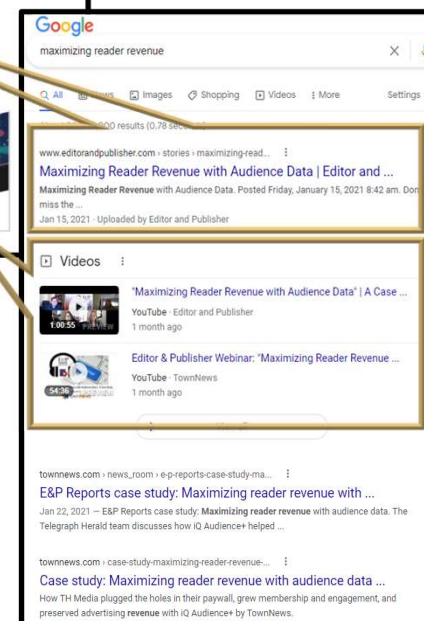 Google
maximizing reader revenue
All News Images Shopping Videos More Settings
results (0.78
www.editorandpublisher.com › stories › maximizing-read...
Maximizing Reader Revenue with Audience Data | Editor and ...
Maximizing Reader Revenue with Audience Data. Posted Friday, January 15, 2021 8:42 am. Don
miss the ...
Jan 15, 2021 · Uploaded by Editor and Publisher
Videos
"Maximizing Reader Revenue with Audience Data" | A Case ...
YouTube · Editor and Publisher
1:00:55 PREVIEW
1 month ago
Editor & Publisher Webinar: "Maximizing Reader Revenue ...
YouTube · TownNews
54:36
1 month ago
townnews.com › news_room › e-p-reports-case-study-ma...
E&P Reports case study: Maximizing reader revenue with ...
Jan 22, 2021 — E&P Reports case study: Maximizing reader revenue with audience data. The
Telegraph Herald team discusses how iQ Audience+ helped ...
townnews.com › case-study-maximizing-reader-revenue-...
Case study: Maximizing reader revenue with audience data ...
How TH Media plugged the holes in their paywall, grew membership and engagement, and
preserved advertising revenue with iQ Audience+ by TownNews.